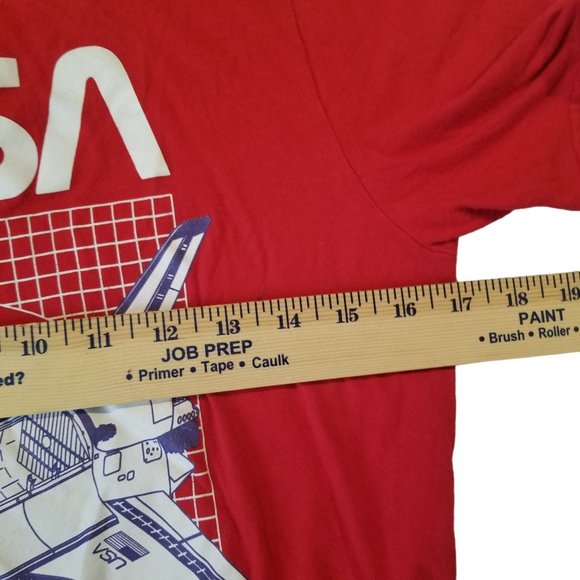 SA
10 11 12 13 14 15 16 17 18 19
JOB PREP
PAINT
ed?
• Primer • Tape • Caulk
• Brush • Roller •
USA